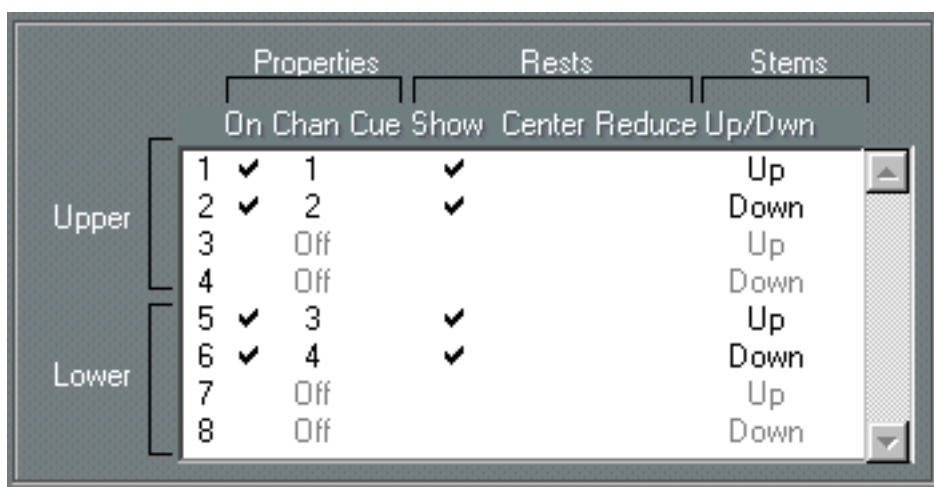 Properties Rests Stems
On Chan Cue Show Center Reduce Up/Dwn
1 ✔ 1 ✔ Up
Upper
2 ✔ 2 ✔ Down
3 Off Up
4 Off Down
5 ✔ 3 ✔ Up
6 ✔ 4 ✔ Down
Lower
7 Off Up
8 Off Down